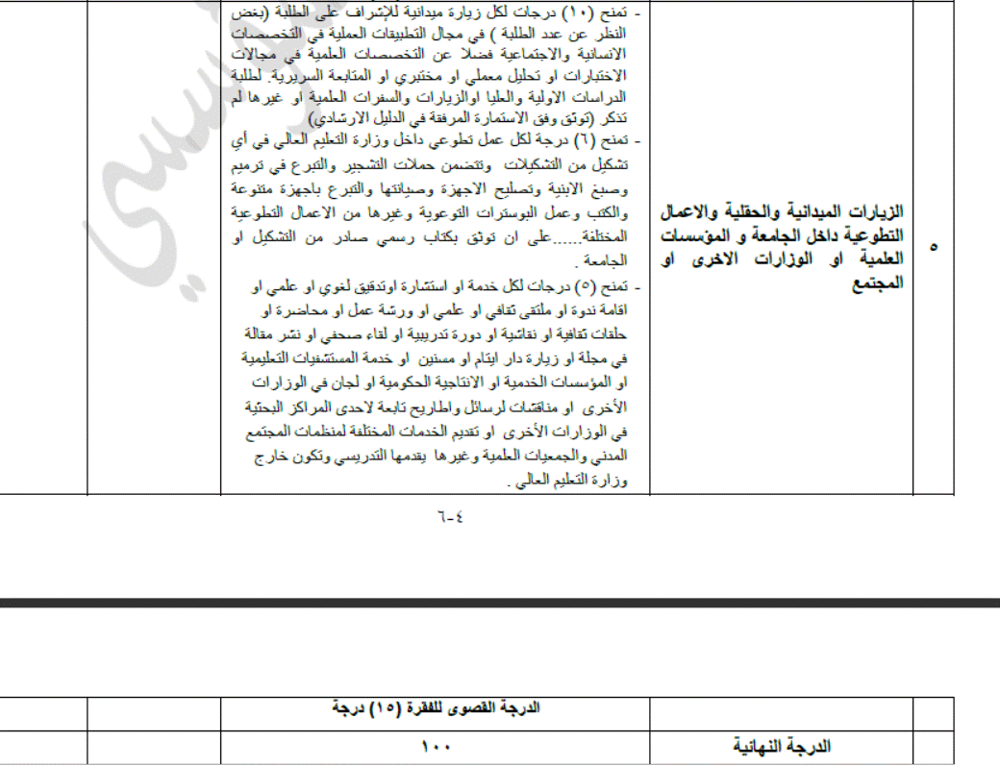 - تمنح (١٠) درجات لكل زيارة ميدانية للإشراف على الطلبة (بغض
النظر عن عدد الطلبة ) في مجال التطبيقات العملية في التخصصات
الانسانية والاجتماعية فضلا عن التخصصات العلمية في مجالات
الاختبارات او تحليل معملي او مختبري او المتابعة السريرية. لطلبة
الدراسات الاولية والعليا اوالزيارات والسفرات العلمية او غيرها لم
تذكر (توثق وفق الاستمارة المرفقة في الدليل الارشادي)
- تمنح (٦) درجة لكل عمل تطوعي داخل وزارة التعليم العالي في أي
تشكيل من التشكيلات وتتضمن حملات التشجير والتبرع في ترميم
وصبغ الابنية وتصليح الاجهزة وصيانتها والتبرع باجهزة متنوعة
والكتب وعمل البوسترات التوعوية وغيرها من الاعمال التطوعية
المختلفة......على ان توثق بكتاب رسمي صادر من التشكيل او
الجامعة .
- تمنح (٥) درجات لكل خدمة او استشارة اوتدقيق لغوي او علمي او
اقامة ندوة او ملتقى ثقافي او علمي او ورشة عمل او محاضرة او
حلقات ثقافية او نقاشية او دورة تدريبية او لقاء صحفي او نشر مقالة
في مجلة او زيارة دار ايتام او مسنين او خدمة المستشفيات التعليمية
او المؤسسات الخدمية او الانتاجية الحكومية او لجان في الوزارات
الأخرى او مناقشات لرسائل واطاريح تابعة لاحدى المراكز البحثية
في الوزارات الأخرى او تقديم الخدمات المختلفة لمنظمات المجتمع
المدني والجمعيات العلمية وغيرها يقدمها التدريسي وتكون خارج
وزارة التعليم العالي .
الزيارات الميدانية والحقلية والاعمال
التطوعية داخل الجامعة و المؤسسات
العلمية او الوزارات الاخرى او
المجتمع
٥
٤-٦
الدرجة القصوى للفقرة (١٥) درجة
الدرجة النهائية
١٠٠